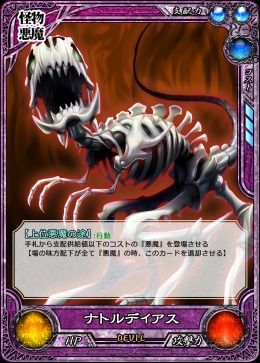 怪物
悪魔
支配力
コスト
【上位悪魔の途】:行動
手札から支配供給値以下のコストの『悪魔』を登場させる
【場の味方配下が全て『悪魔』の時、このカードを退却させる】
ナトルデイアス
HP
DEVIL
攻撃力